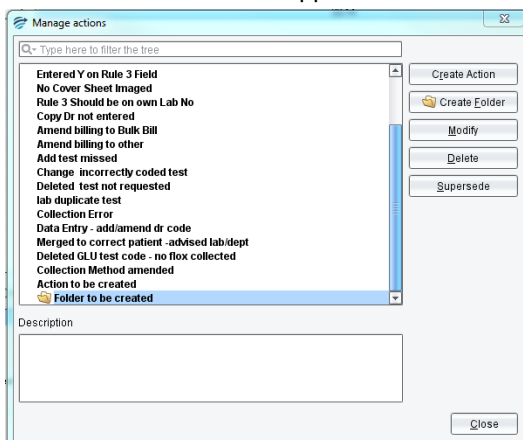 Manage actions
Type here to filter the tree
Entered Y on Rule 3 Field
No Cover Sheet Imaged
Rule 3 Should be on own Lab No
Copy Dr not entered
Amend billing to Bulk Bill
Amend billing to other
Add test missed
Change incorrectly coded test
Deleted test not requested
lab duplicate test
Collection Error
Data Entry - add/amend dr code
Merged to correct patient -advised lab/dept
Deleted GLU test code - no flox collected
Collection Method amended
Action to be created
Folder to be created
Create Action
Create Folder
Modify
Delete
Supersede
Description
Close